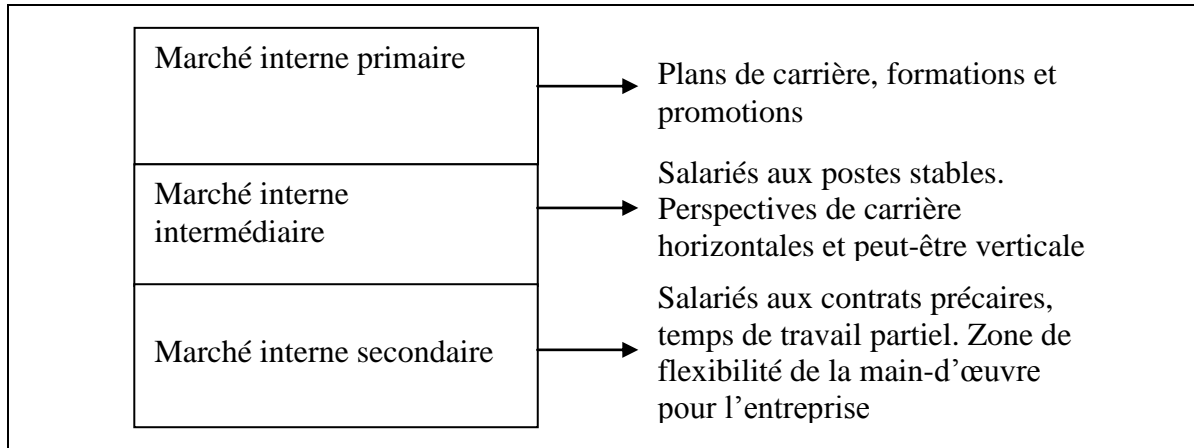 Marché interne primaire
Plans de carrière, formations et
promotions
Marché interne
intermédiaire
Salariés aux postes stables.
Perspectives de carrière
horizontales et peut-être verticale
Marché interne secondaire
Salariés aux contrats précaires,
temps de travail partiel. Zone de
flexibilité de la main-d’œuvre
pour l’entreprise